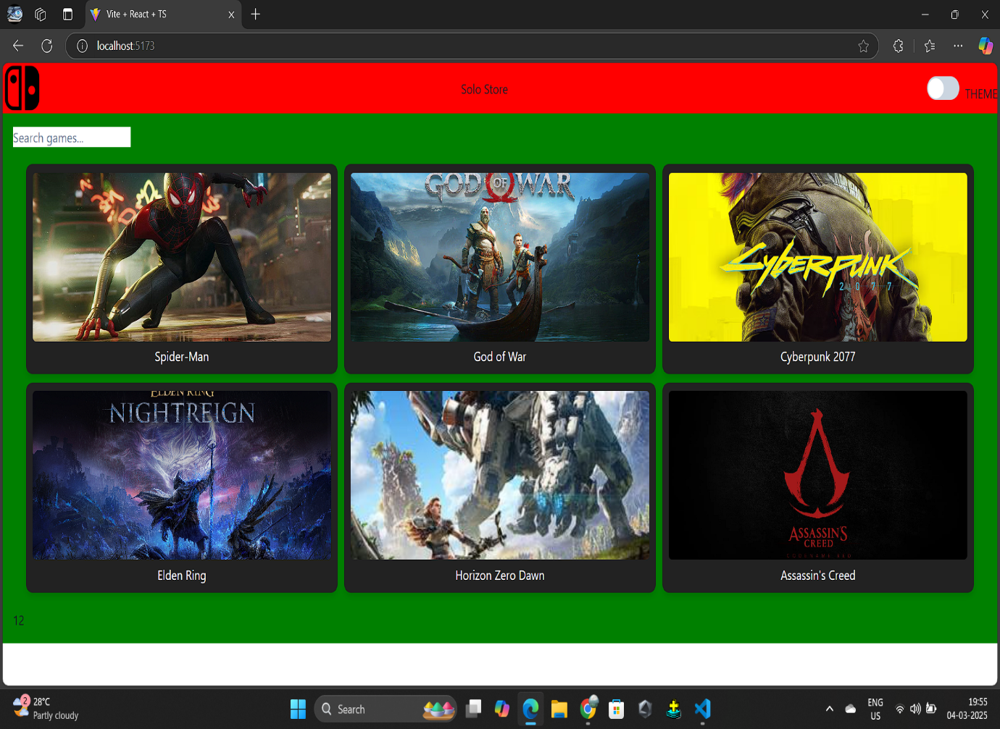 Vite + React + TS
localhost:5173
Solo Store
THEME
Search games...
GOD OF WAR
CYBERPUNK
2077
Spider-Man
God of War
Cyberpunk 2077
ELDEN RING
NIGHTREIGN
ASSASSIN'S
CREED
CODENAME RED
Elden Ring
Horizon Zero Dawn
Assassin's Creed
12
2
28°C
Partly cloudy
Search
ENG
US
19:55
04-03-2025